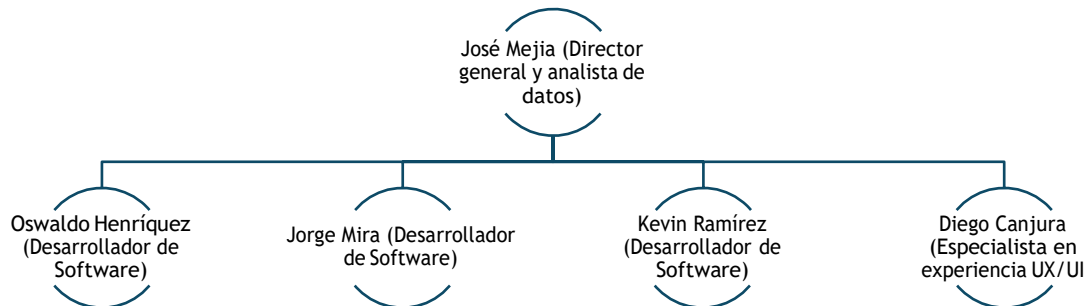 José Mejia (Director
general y analista de
datos)
Oswaldo Henríquez
(Desarrollador de
Software)
Jorge Mira (Desarrollador
de Software)
Kevin Ramírez
(Desarrollador de
Software)
Diego Canjura
(Especialista en
experiencia UX/UI